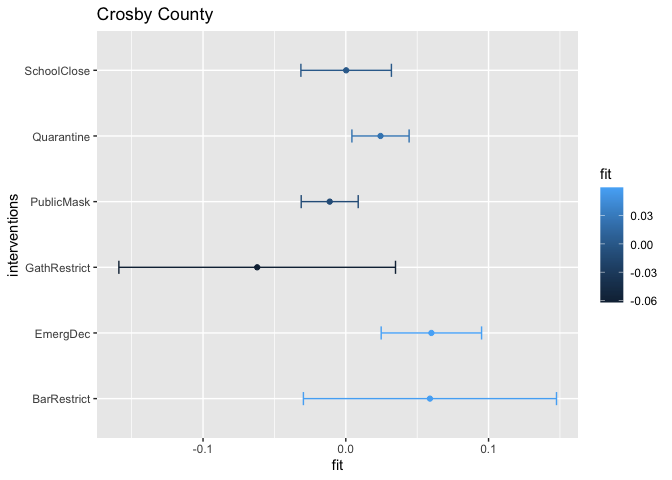 Crosby County
SchoolClose
Quarantine
PublicMask
GathRestrict
EmergDec
BarRestrict
interventions
-0.1
0.0
0.1
fit
fit
0.03
0.00
-0.03
-0.06